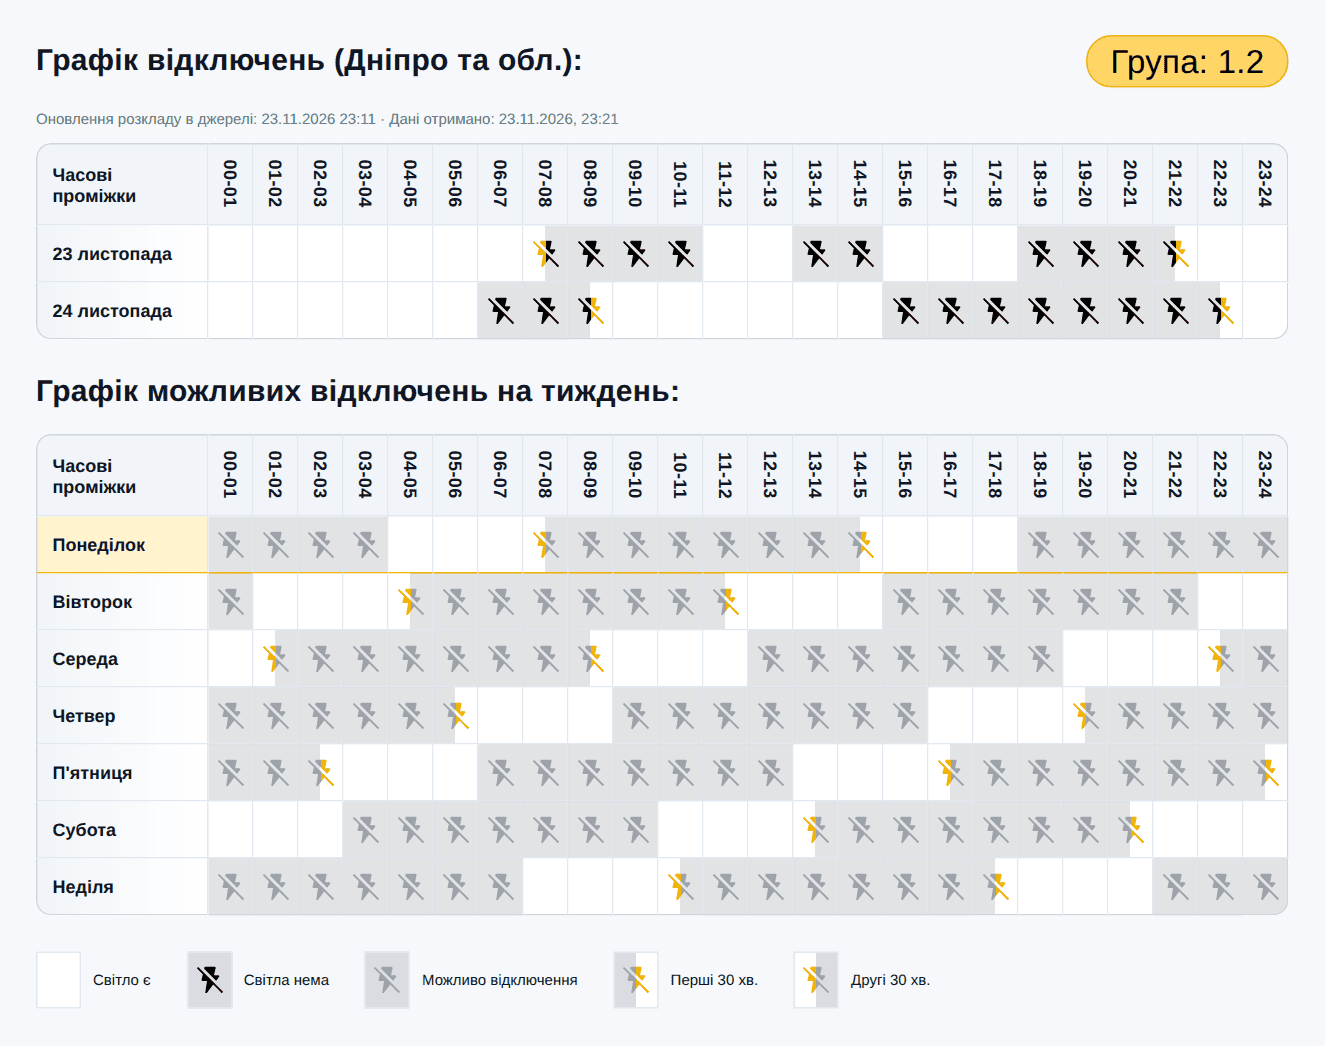 Графік відключень (Дніпро та обл.):
Група: 1.2
Оновлення розкладу в джерелі: 23.11.2026 23:11 · Дані отримано: 23.11.2026, 23:21
Часові проміжки 00-01 01-02 02-03 03-04 04-05 05-06 06-07 07-08 08-09 09-10 10-11 11-12 12-13 13-14 14-15 15-16 16-17 17-18 18-19 19-20 20-21 21-22 22-23 23-24
23 листопада
24 листопада
Графік можливих відключень на тиждень:
Часові проміжки 00-01 01-02 02-03 03-04 04-05 05-06 06-07 07-08 08-09 09-10 10-11 11-12 12-13 13-14 14-15 15-16 16-17 17-18 18-19 19-20 20-21 21-22 22-23 23-24
Понеділок
Вівторок
Середа
Четвер
П'ятниця
Субота
Неділя
Світло є Світла нема Можливо відключення Перші 30 хв. Другі 30 хв.